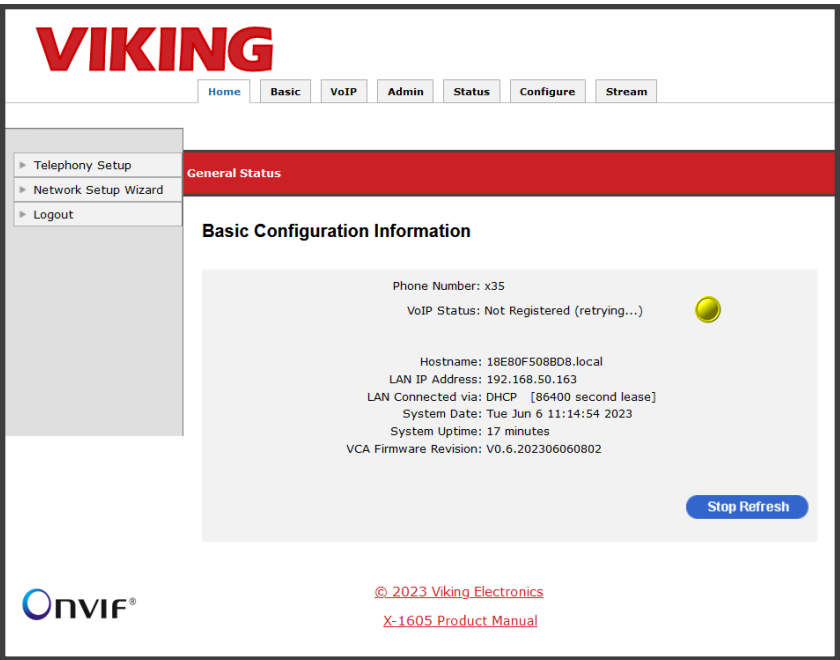 VIKING
Home Basic VoIP Admin Status Configure Stream
Telephony Setup
Network Setup Wizard
Logout
General Status
Basic Configuration Information
Phone Number: x35
VoIP Status: Not Registered (retrying...)
Hostname: 18E80F508BD8.local
LAN IP Address: 192.168.50.163
LAN Connected via: DHCP [86400 second lease]
System Date: Tue Jun 6 11:14:54 2023
System Uptime: 17 minutes
VCA Firmware Revision: V0.6.202306060802
Stop Refresh
ONVIF®
© 2023 Viking Electronics
X-1605 Product Manual